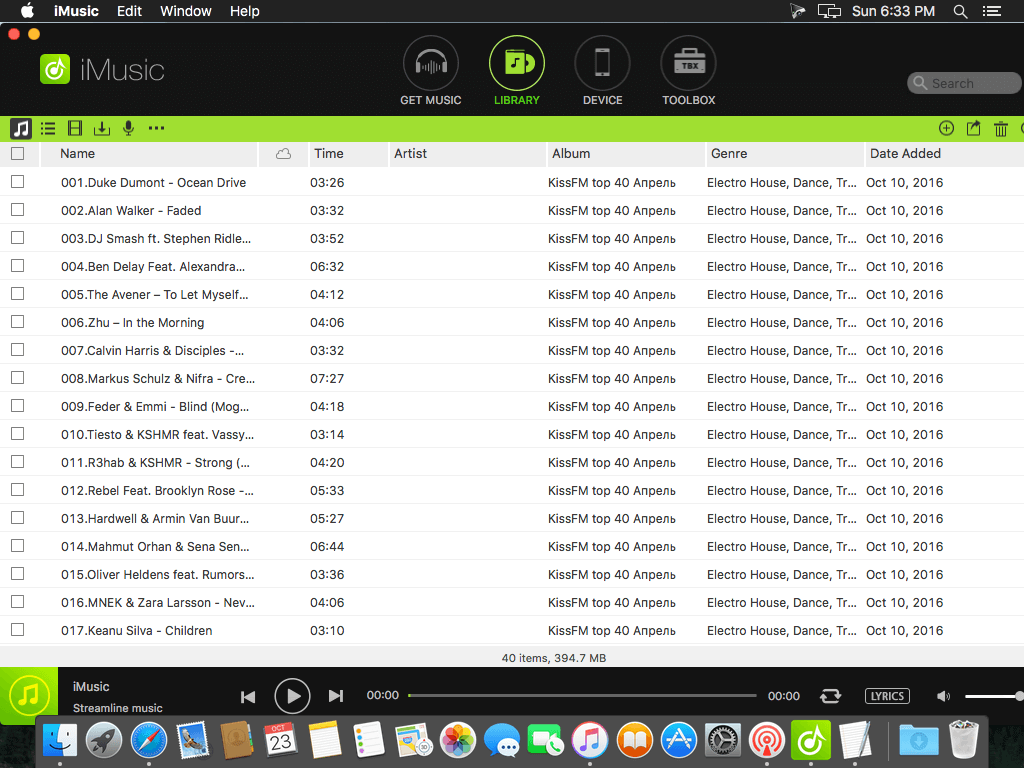 iMusic Edit Window Help Sun 6:33 PM
iMusic
TBX
GET MUSIC LIBRARY DEVICE TOOLBOX
Search
Name Time Artist Album Genre Date Added
001.Duke Dumont - Ocean Drive 03:26 KissFM top 40 Апрель Electro House, Dance, Tr... Oct 10, 2016
002.Alan Walker - Faded 03:32 KissFM top 40 Апрель Electro House, Dance, Tr... Oct 10, 2016
003.DJ Smash ft. Stephen Ridle... 03:52 KissFM top 40 Апрель Electro House, Dance, Tr... Oct 10, 2016
004.Ben Delay Feat. Alexandra... 06:32 KissFM top 40 Апрель Electro House, Dance, Tr... Oct 10, 2016
005.The Avener – To Let Myself... 04:12 KissFM top 40 Апрель Electro House, Dance, Tr... Oct 10, 2016
006.Zhu – In the Morning 04:06 KissFM top 40 Апрель Electro House, Dance, Tr... Oct 10, 2016
007.Calvin Harris & Disciples -... 03:32 KissFM top 40 Апрель Electro House, Dance, Tr... Oct 10, 2016
008.Markus Schulz & Nifra - Cre... 07:27 KissFM top 40 Апрель Electro House, Dance, Tr... Oct 10, 2016
009.Feder & Emmi - Blind (Mog... 04:18 KissFM top 40 Апрель Electro House, Dance, Tr... Oct 10, 2016
010.Tiesto & KSHMR feat. Vassy... 03:14 KissFM top 40 Апрель Electro House, Dance, Tr... Oct 10, 2016
011.R3hab & KSHMR - Strong (... 04:20 KissFM top 40 Апрель Electro House, Dance, Tr... Oct 10, 2016
012.Rebel Feat. Brooklyn Rose -... 05:33 KissFM top 40 Апрель Electro House, Dance, Tr... Oct 10, 2016
013.Hardwell & Armin Van Buur... 05:27 KissFM top 40 Апрель Electro House, Dance, Tr... Oct 10, 2016
014.Mahmut Orhan & Sena Sen... 06:44 KissFM top 40 Апрель Electro House, Dance, Tr... Oct 10, 2016
015.Oliver Heldens feat. Rumors... 03:36 KissFM top 40 Апрель Electro House, Dance, Tr... Oct 10, 2016
016.MNEK & Zara Larsson - Nev... 04:06 KissFM top 40 Апрель Electro House, Dance, Tr... Oct 10, 2016
017.Keanu Silva - Children 03:10 KissFM top 40 Апрель Electro House, Dance, Tr... Oct 10, 2016
40 items, 394.7 MB
iMusic
Streamline music
00:00 00:00 LYRICS
OCT
23
3D